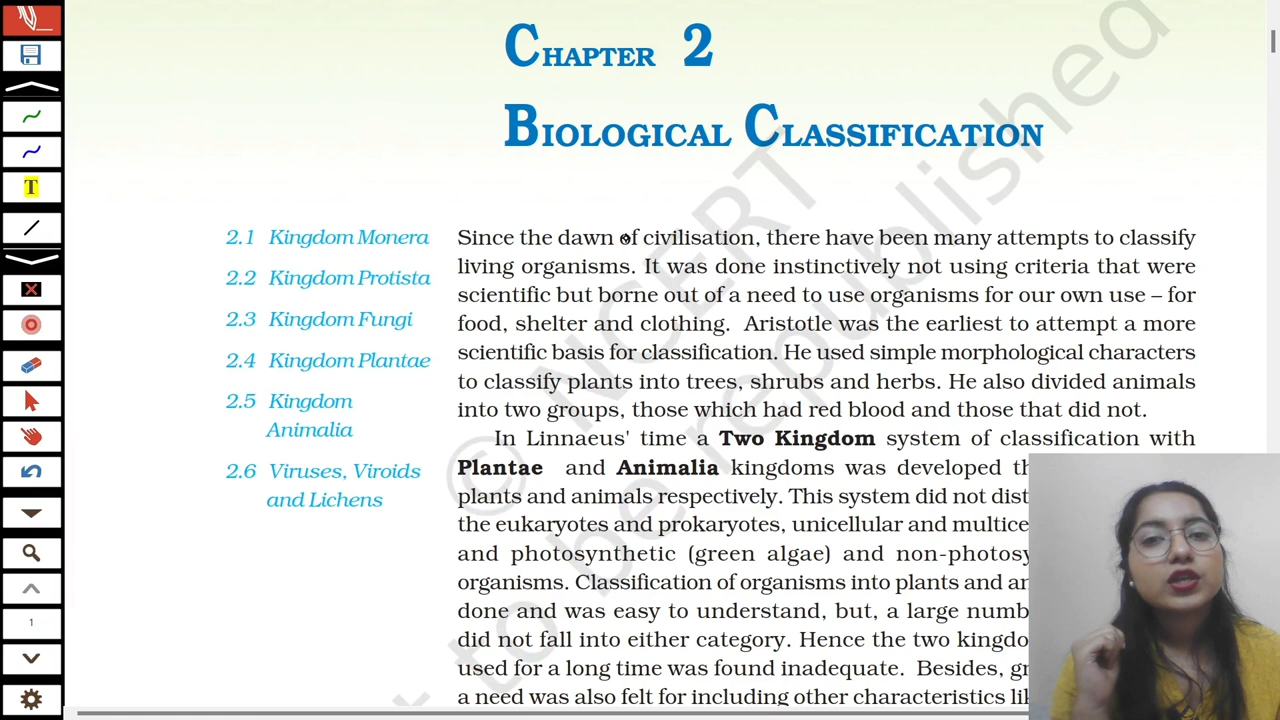 CHAPTER 2
BIOLOGICAL CLASSIFICATION
2.1 Kingdom Monera
2.2 Kingdom Protista
2.3 Kingdom Fungi
2.4 Kingdom Plantae
2.5 Kingdom
Animalia
2.6 Viruses, Viroids
and Lichens
Since the dawn of civilisation, there have been many attempts to classify
living organisms. It was done instinctively not using criteria that were
scientific but borne out of a need to use organisms for our own use – for
food, shelter and clothing. Aristotle was the earliest to attempt a more
scientific basis for classification. He used simple morphological characters
to classify plants into trees, shrubs and herbs. He also divided animals
into two groups, those which had red blood and those that did not.
In Linnaeus' time a Two Kingdom system of classification with
Plantae and Animalia kingdoms was developed
plants and animals respectively. This system did not
the eukaryotes and prokaryotes, unicellular and
and photosynthetic (green algae) and
organisms. Classification of organisms into plants and
done and was easy to understand, but, a large
did not fall into either category. Hence the two
used for a long time was found inadequate. Besides,
a need was also felt for including other characteristics
© NCERT
not to be republished
T
1